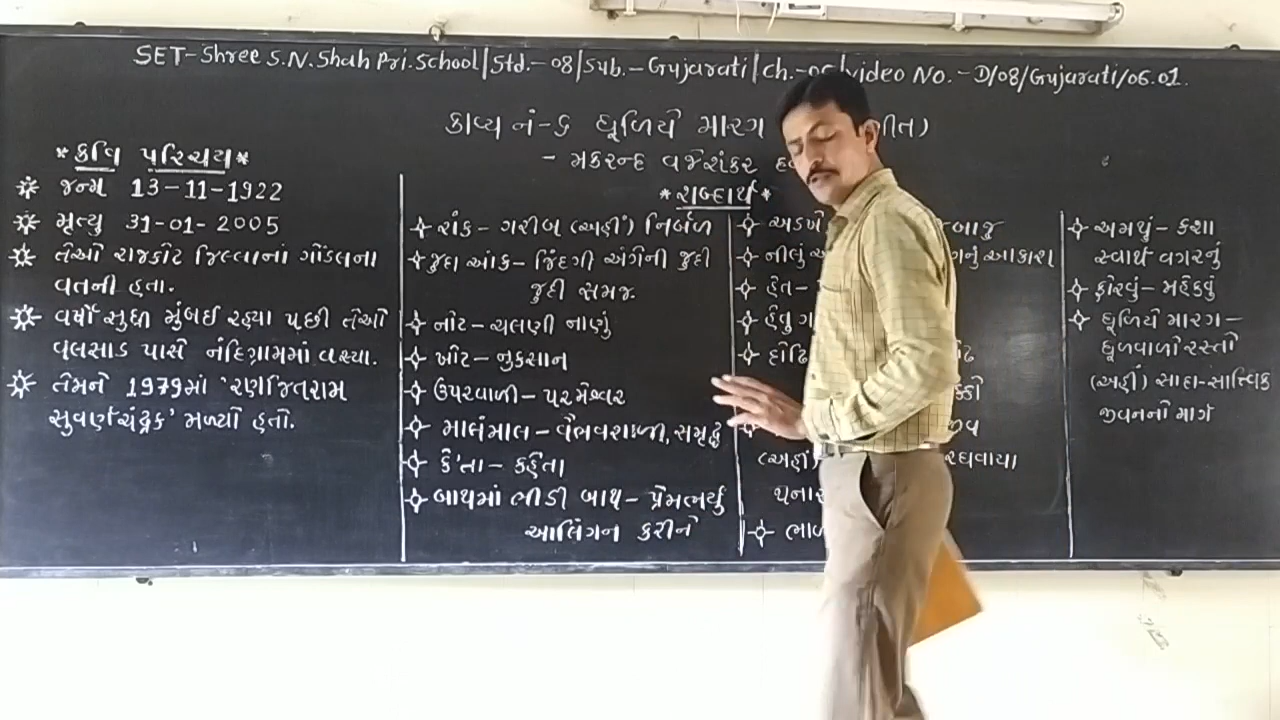 SET-Shree S.N.Shah Pri.School|Std.-08|Sub.-Gujarati|Ch.-06|Video No.-D/08/Gujarati/06.01.
કાવ્ય નં-૬ ધૂળિયે મારગ
- મકરન્દ વજેશંકર
*કવિ પરિચય*
જન્મ 13-11-1922
મૃત્યુ 31-01-2005
તેઓ રાજકોટ જિલ્લાનાં ગોંડલના
વતની હતા.
વર્ષો સુધી મુંબઈ રહ્યા પછી તેઓ
વલસાડ પાસે નંદિગ્રામમાં વસ્યા.
તેમને 1979માં 'રણજિતરામ
સુવર્ણચંદ્રક' મળ્યો હતો.
*શબ્દાર્થ*
રાંક - ગરીબ (અહીં) નિર્બળ
જુદા આંક - જિંદગી અંગેની જુદી
જુદી સમજ.
નોટ - ચલણી નાણું
ખોટ - નુકસાન
ઉપરવાળી - પરમેશ્વર
માલંમાલ - વૈભવશાળી, સમૃદ્ધ
કે'તા - કહેતા
બાથમાં ભીડી બાથ - પ્રેમભર્યું
આલિંગન કરીને
બાજુ
નીલું
આકાશ
હેત -
હેતુ
(અહીં) રઘવાયા
અમથું - કશા
સ્વાર્થ વગરનું
ફોરવું - મહેકવું
ધૂળિયે મારગ -
ધૂળવાળો રસ્તો
(અહીં) સાદા-સાત્ત્વિક
જીવનનો માર્ગ